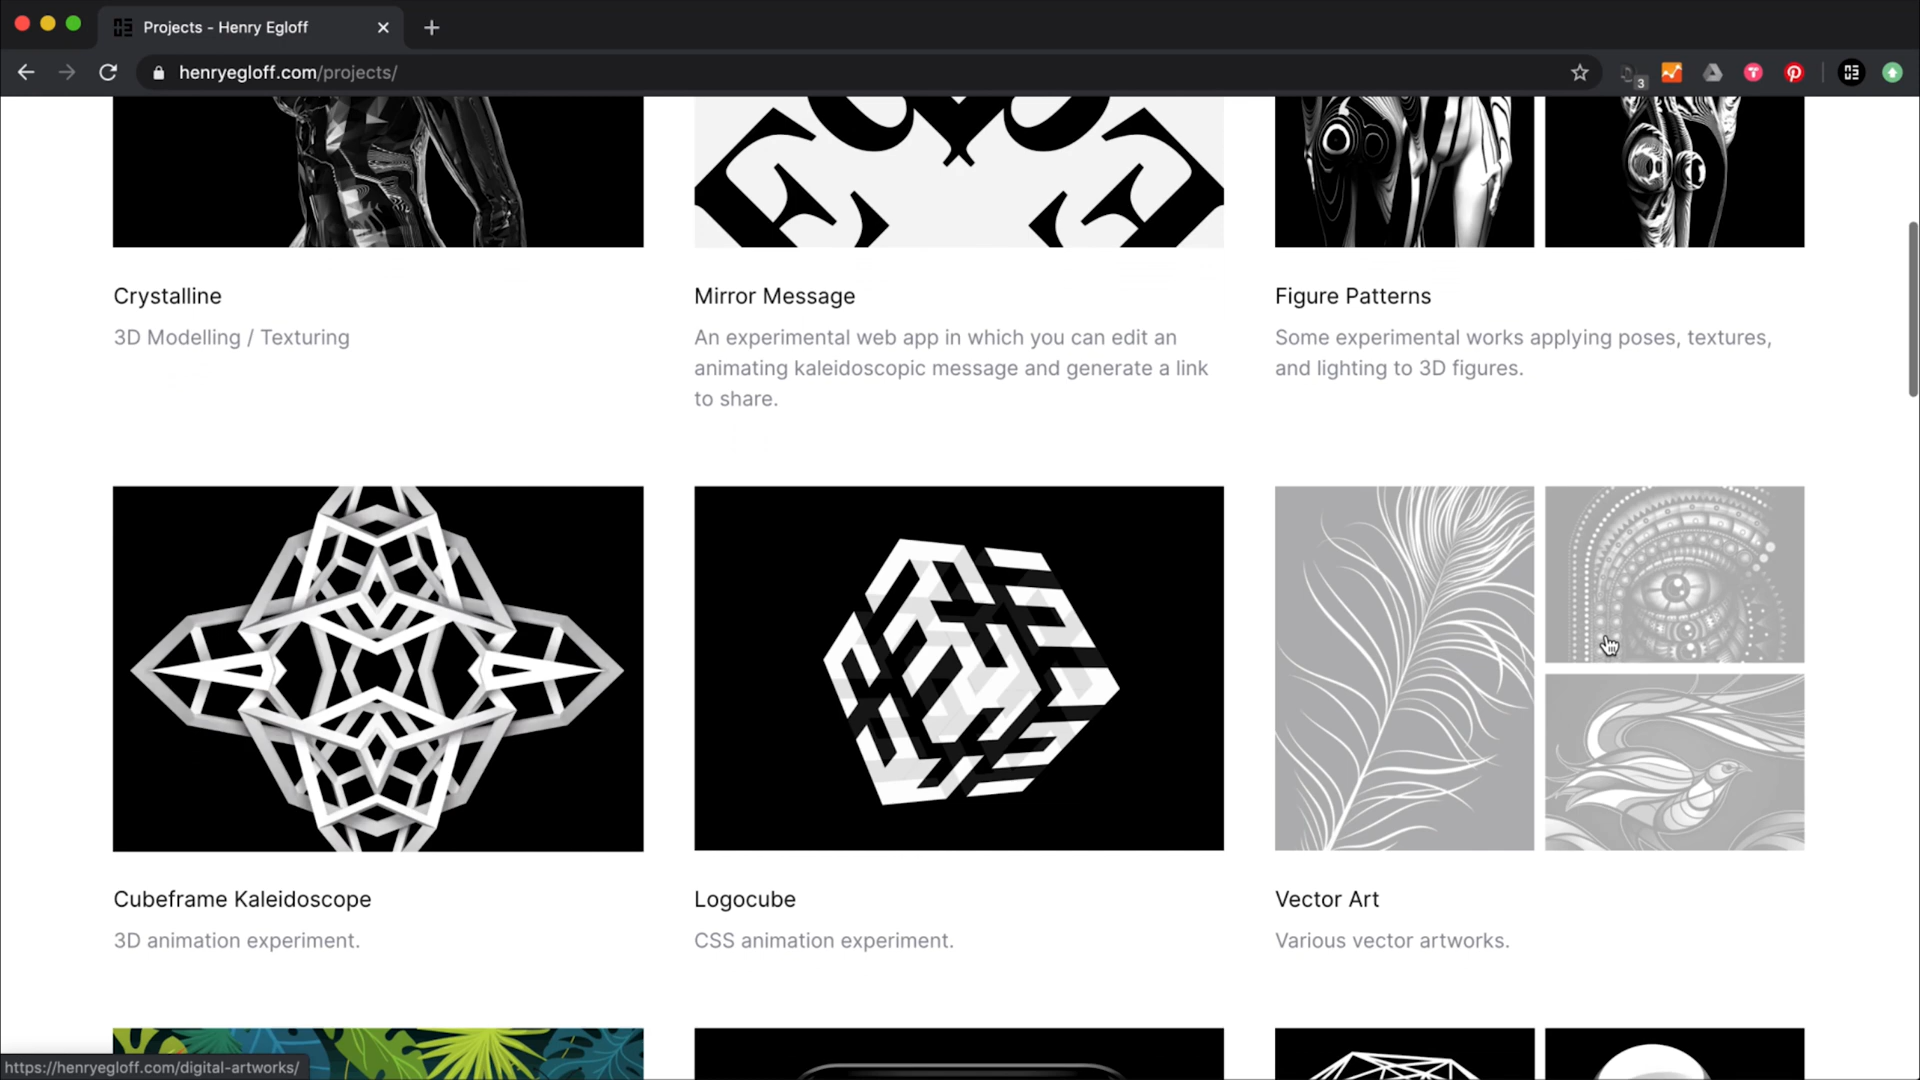 Projects - Henry Egloff
henryegloff.com/projects/
3
Crystalline
3D Modelling / Texturing
Mirror Message
An experimental web app in which you can edit an
animating kaleidoscopic message and generate a link
to share.
Figure Patterns
Some experimental works applying poses, textures,
and lighting to 3D figures.
Cubeframe Kaleidoscope
3D animation experiment.
Logocube
CSS animation experiment.
Vector Art
Various vector artworks.
https://henryegloff.com/digital-artworks/